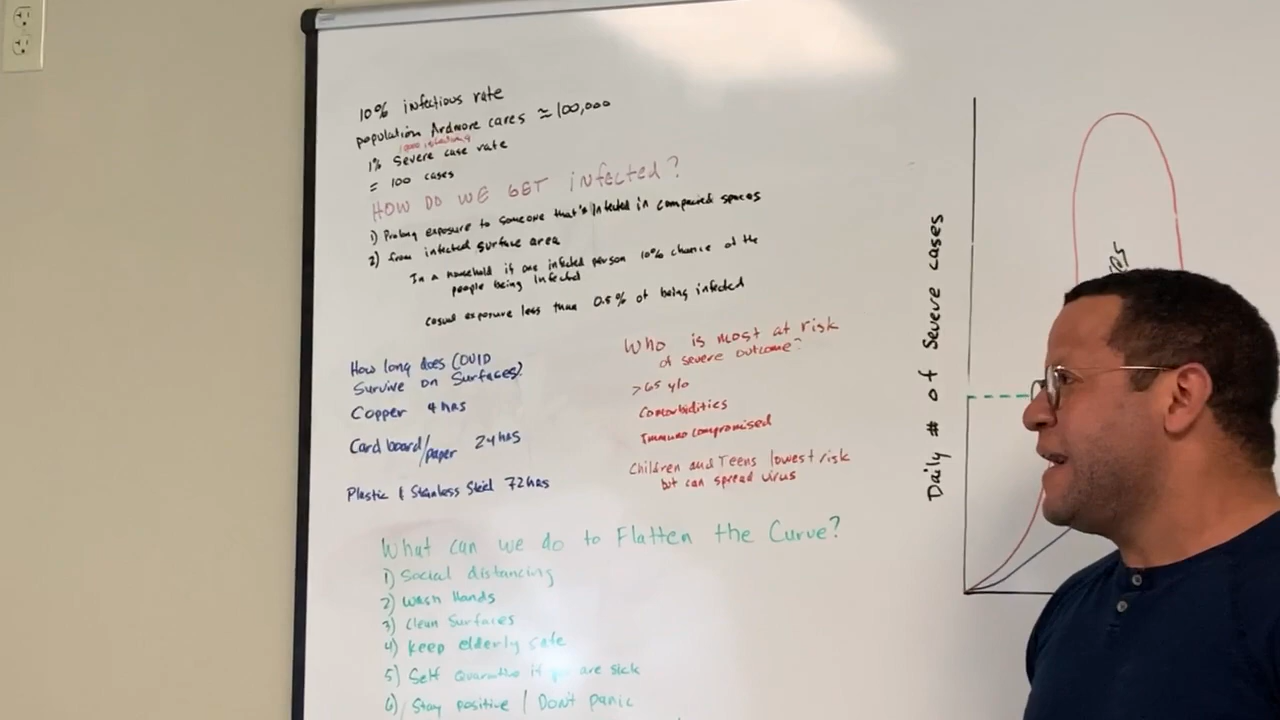 10% infectious rate
population Ardmore cares ≃ 100,000
1000 infections
1% Severe case rate
= 100 cases
HOW DO WE GET infected?
1) Prolong exposure to someone that's infected in compaired spaces
2) from infected surface area
In a household if one infected person 10% chance of the
people being infected
casual exposure less than 0.5% of being infected
How long does COVID
Survive on Surfaces?
Copper 4 hrs
Card board/paper 24 hrs
Plastic & Stainless Steel 72 hrs
Who is most at risk
of severe outcome?
>65 y/o
Comorbidities
Immuno compromised
Children and Teens lowest risk
but can spread virus
What can we do to Flatten the Curve?
1) Social distancing
2) Wash Hands
3) Clean Surfaces
4) Keep elderly safe
5) Self if you are sick
6) Stay positive / Don't panic
Daily # of Severe cases